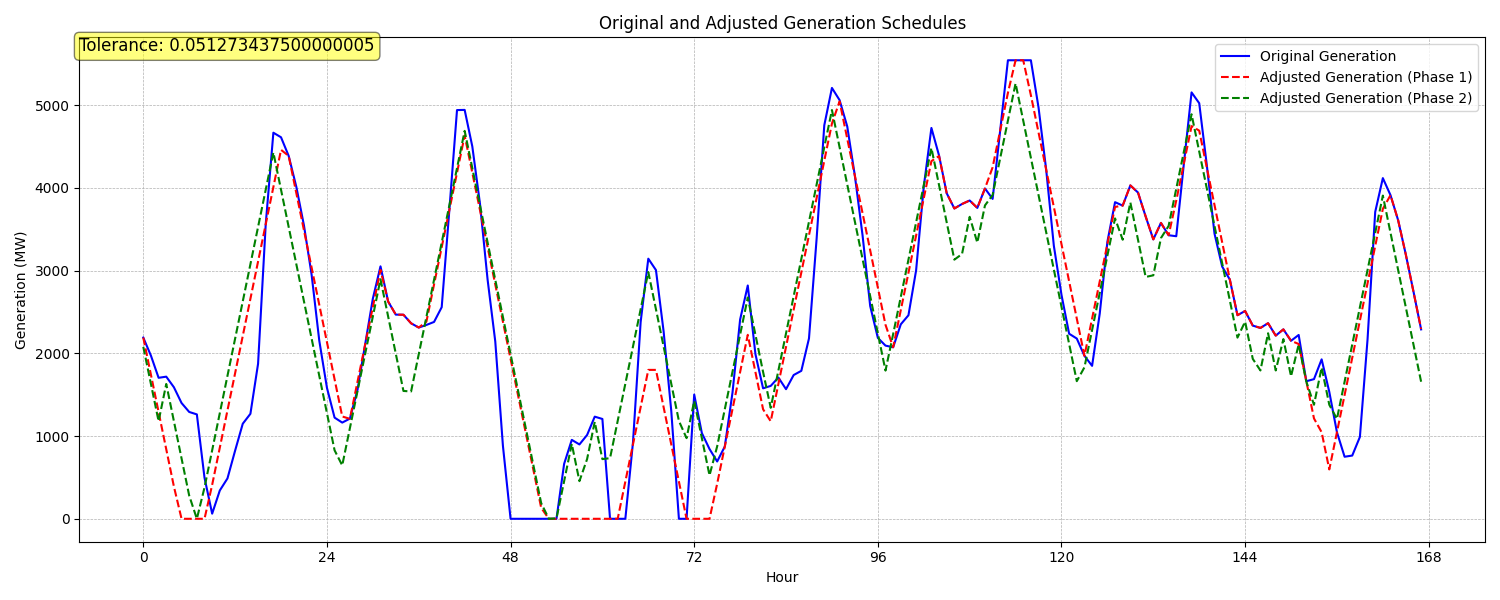 Original and Adjusted Generation Schedules
Tolerance: 0.051273437500000005
Original Generation
Adjusted Generation (Phase 1)
Adjusted Generation (Phase 2)
Generation (MW)
5000
4000
3000
2000
1000
0
0 24 48 72 96 120 144 168
Hour